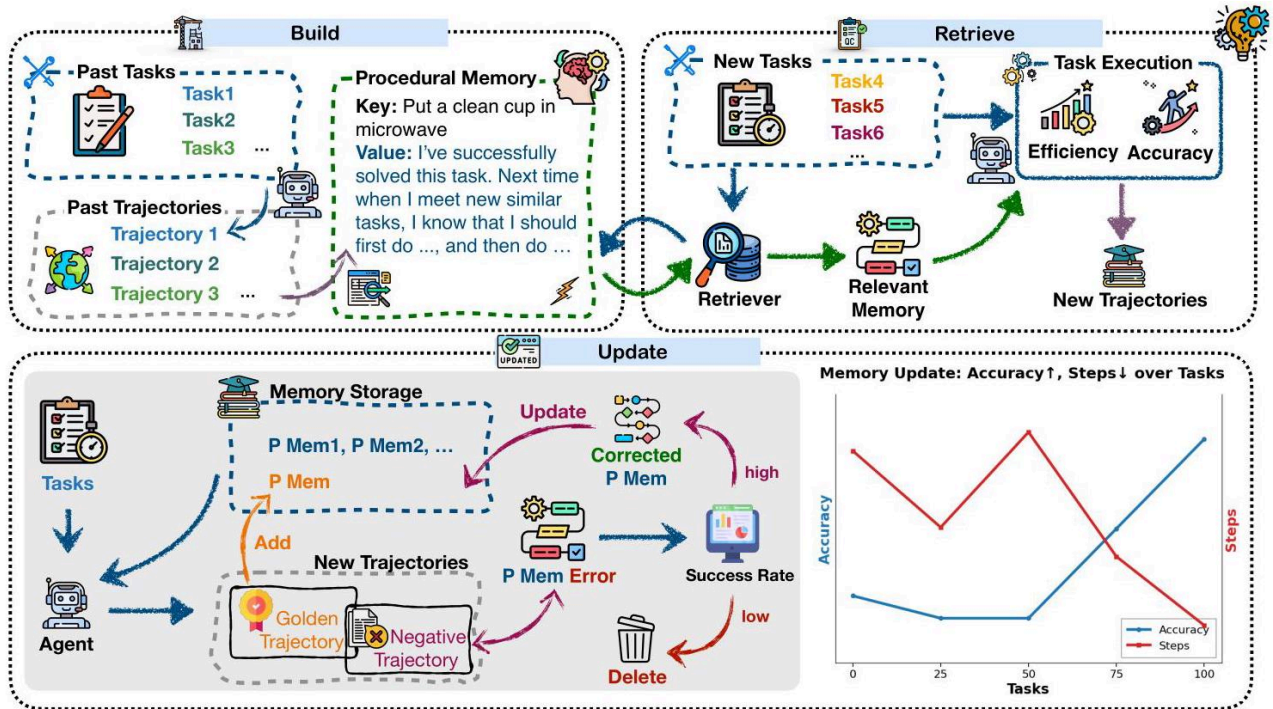 Build
Past Tasks
Task1
Task2
Task3 ...
Past Trajectories
Trajectory 1
Trajectory 2
Trajectory 3 ...
Procedural Memory
Key: Put a clean cup in
microwave
Value: I've successfully
solved this task. Next time
when I meet new similar
tasks, I know that I should
first do ..., and then do ...
Retrieve
QC
New Tasks
Task4
Task5
Task6
...
Task Execution
Efficiency Accuracy
Retriever
Relevant
Memory
New Trajectories
UPDATED
Update
Tasks
Agent
Memory Storage
P Mem1, P Mem2, ...
P Mem
Add
New Trajectories
Golden
Trajectory
Negative
Trajectory
Update
Corrected
P Mem
P Mem Error
high
Success Rate
low
Delete
Memory Update: Accuracy↑, Steps↓ over Tasks
Accuracy
Steps
Accuracy
Steps
0 25 50 75 100
Tasks